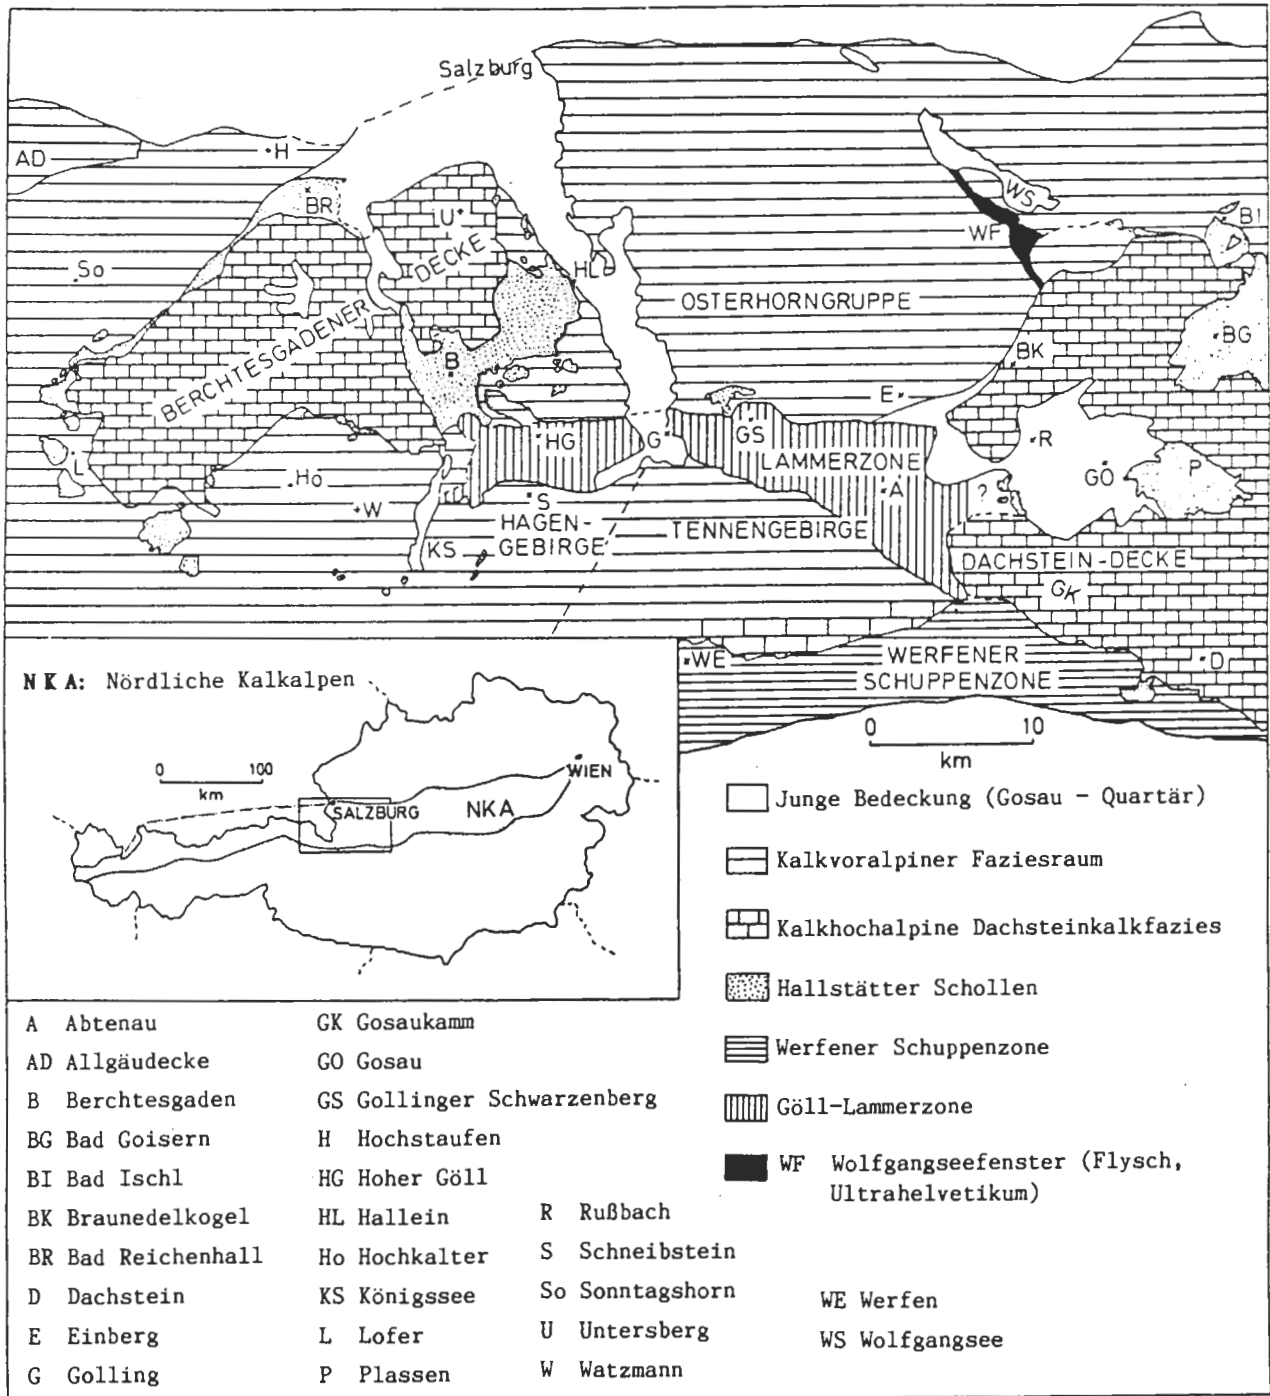 Salzburg
AD
H
BR
U
DECKE
WS
WF
BI
So
HL
OSTERHORNGRUPPE
BERCHTESGADENER
B
BK
BG
E
L
HG
G
GS
LAMMERZONE
R
GO
P
Ho
W
S
A
?
HAGEN-
GEBIRGE
TENNENGEBIRGE
KS
DACHSTEIN-DECKE
GK
WE
WERFENER
SCHUPPENZONE
D
0 10
km
NKA: Nördliche Kalkalpen
0 100
km
WIEN
SALZBURG
NKA
Junge Bedeckung (Gosau - Quartär)
Kalkvoralpiner Faziesraum
Kalkhochalpine Dachsteinkalkfazies
Hallstätter Schollen
Werfener Schuppenzone
Göll-Lammerzone
WF Wolfgangseefenster (Flysch,
Ultrahelvetikum)
A Abtenau
AD Allgäudecke
B Berchtesgaden
BG Bad Goisern
BI Bad Ischl
BK Braunedelkogel
BR Bad Reichenhall
D Dachstein
E Einberg
G Golling
GK Gosaukamm
GO Gosau
GS Gollinger Schwarzenberg
H Hochstaufen
HG Hoher Göll
HL Hallein
Ho Hochkalter
KS Königssee
L Lofer
P Plassen
R Rußbach
S Schneibstein
So Sonntagshorn
U Untersberg
W Watzmann
WE Werfen
WS Wolfgangsee